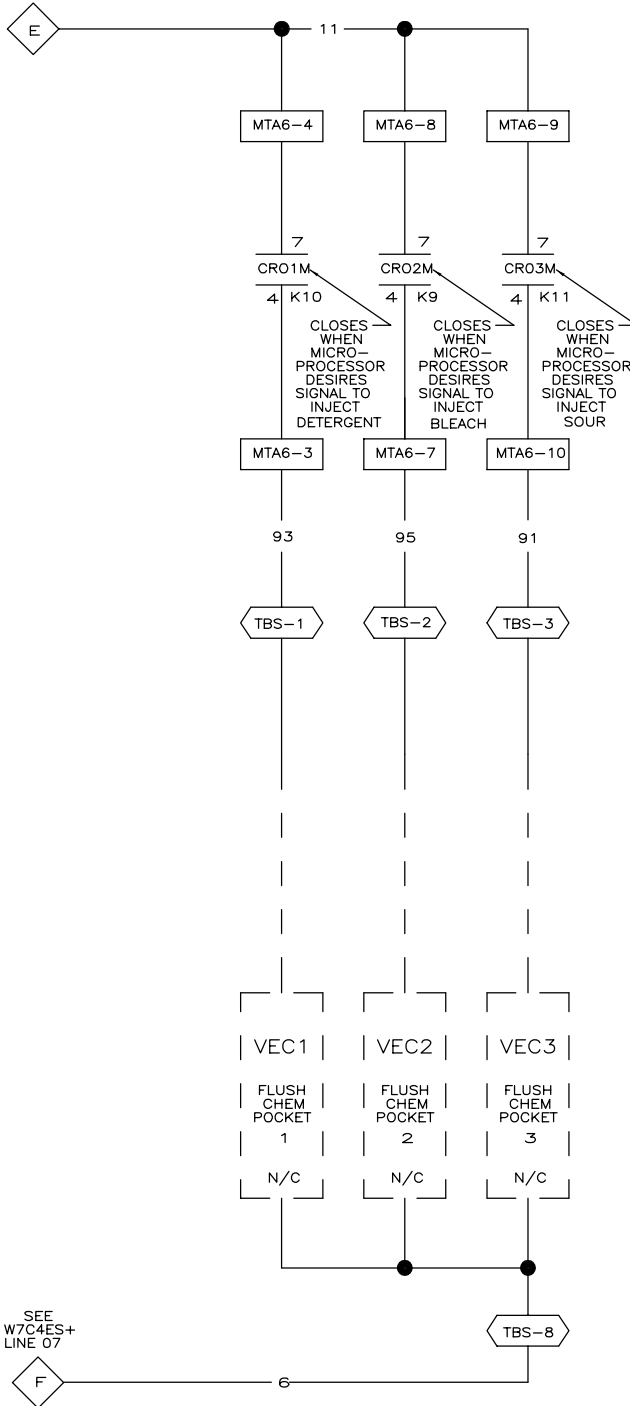 E
11
MTA6-4 MTA6-8 MTA6-9
7 7 7
CR01M CR02M CR03M
4 K10 4 K9 4 K11
CLOSES
WHEN
MICRO-
PROCESSOR
DESIRES
SIGNAL TO
INJECT
DETERGENT
CLOSES
WHEN
MICRO-
PROCESSOR
DESIRES
SIGNAL TO
INJECT
BLEACH
CLOSES
WHEN
MICRO-
PROCESSOR
DESIRES
SIGNAL TO
INJECT
SOUR
MTA6-3 MTA6-7 MTA6-10
93 95 91
TBS-1 TBS-2 TBS-3
VEC1 VEC2 VEC3
FLUSH
CHEM
POCKET
1
FLUSH
CHEM
POCKET
2
FLUSH
CHEM
POCKET
3
N/C N/C N/C
SEE
W7C4ES+
LINE 07
TBS-8
F
6